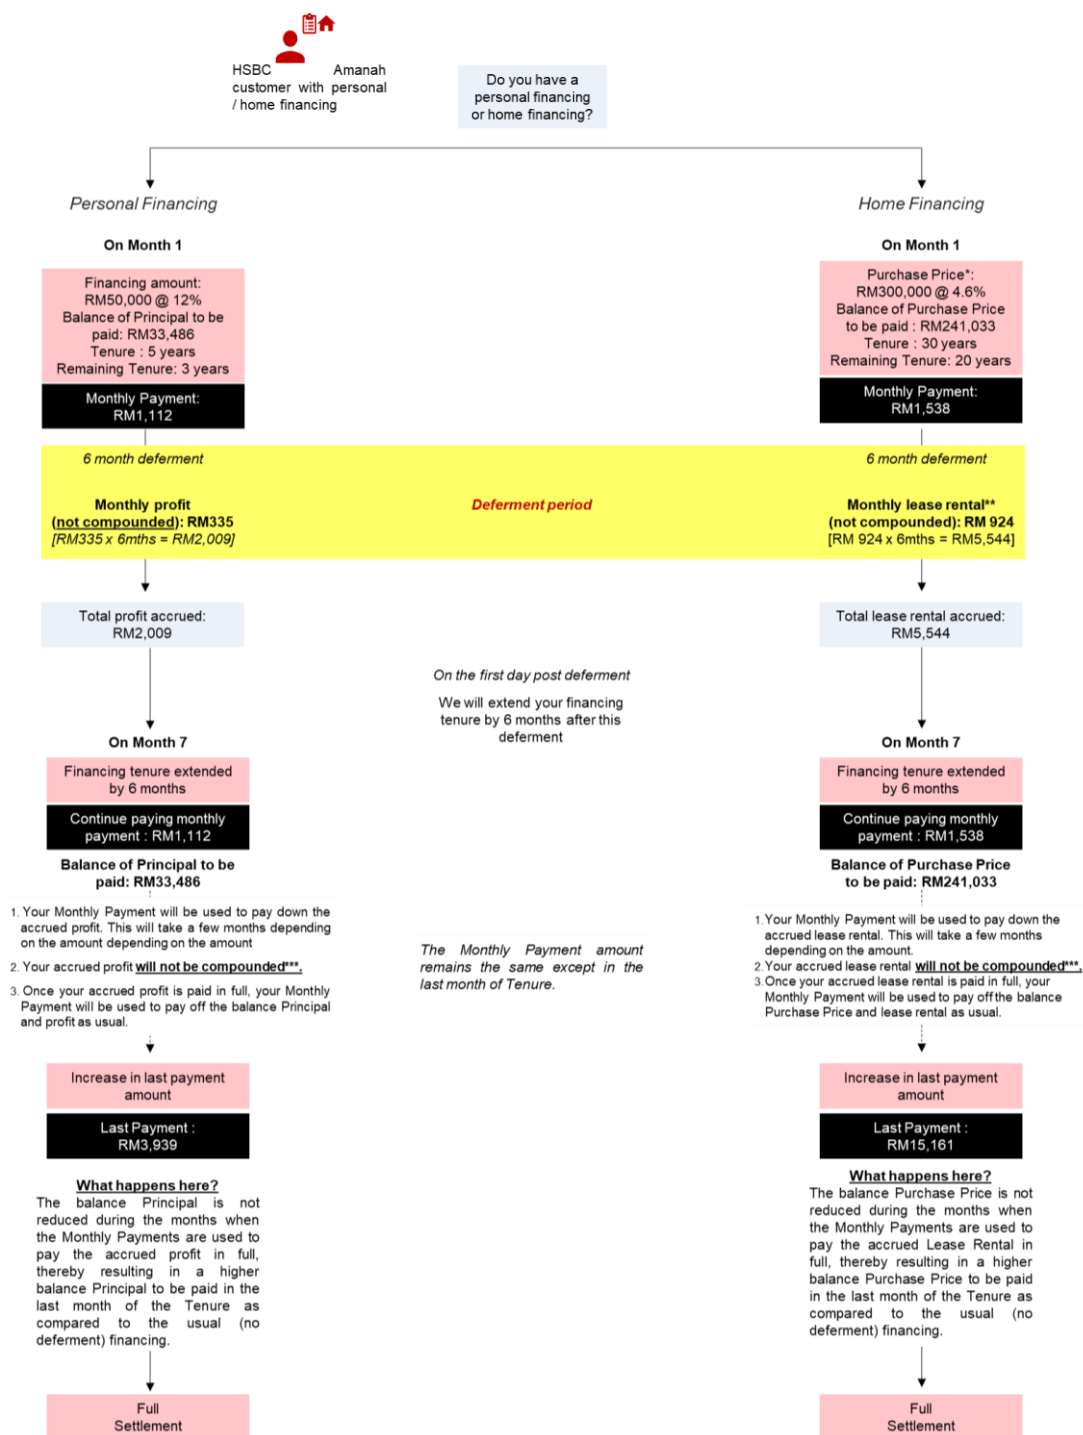 HSBC Amanah
customer with personal
/ home financing
Do you have a
personal financing
or home financing?
Personal Financing
On Month 1
Financing amount:
RM50,000 @ 12%
Balance of Principal to be
paid: RM33,486
Tenure : 5 years
Remaining Tenure: 3 years
Monthly Payment:
RM1,112
6 month deferment
Monthly profit
(not compounded): RM335
[RM335 x 6mths = RM2,009]
Total profit accrued:
RM2,009
On Month 7
Financing tenure extended
by 6 months
Continue paying monthly
payment : RM1,112
Balance of Principal to be
paid: RM33,486
1. Your Monthly Payment will be used to pay down the
accrued profit. This will take a few months depending
on the amount depending on the amount
2. Your accrued profit will not be compounded***.
3. Once your accrued profit is paid in full, your Monthly
Payment will be used to pay off the balance Principal
and profit as usual.
Increase in last payment
amount
Last Payment :
RM3,939
What happens here?
The balance Principal is not
reduced during the months when
the Monthly Payments are used to
pay the accrued profit in full,
thereby resulting in a higher
balance Principal to be paid in the
last month of the Tenure as
compared to the usual (no
deferment) financing.
Full
Settlement
Deferment period
On the first day post deferment
We will extend your financing
tenure by 6 months after this
deferment
The Monthly Payment amount
remains the same except in the
last month of Tenure.
Home Financing
On Month 1
Purchase Price*:
RM300,000 @ 4.6%
Balance of Purchase Price
to be paid : RM241,033
Tenure : 30 years
Remaining Tenure: 20 years
Monthly Payment:
RM1,538
6 month deferment
Monthly lease rental**
(not compounded): RM 924
[RM 924 x 6mths = RM5,544]
Total lease rental accrued:
RM5,544
On Month 7
Financing tenure extended
by 6 months
Continue paying monthly
payment : RM1,538
Balance of Purchase Price
to be paid: RM241,033
1. Your Monthly Payment will be used to pay down the
accrued lease rental. This will take a few months
depending on the amount.
2. Your accrued lease rental will not be compounded***.
3. Once your accrued lease rental is paid in full, your
Monthly Payment will be used to pay off the balance
Purchase Price and lease rental as usual.
Increase in last payment
amount
Last Payment :
RM15,161
What happens here?
The balance Purchase Price is not
reduced during the months when
the Monthly Payments are used to
pay the accrued Lease Rental in
full, thereby resulting in a higher
balance Purchase Price to be paid
in the last month of the Tenure as
compared to the usual (no
deferment) financing.
Full
Settlement